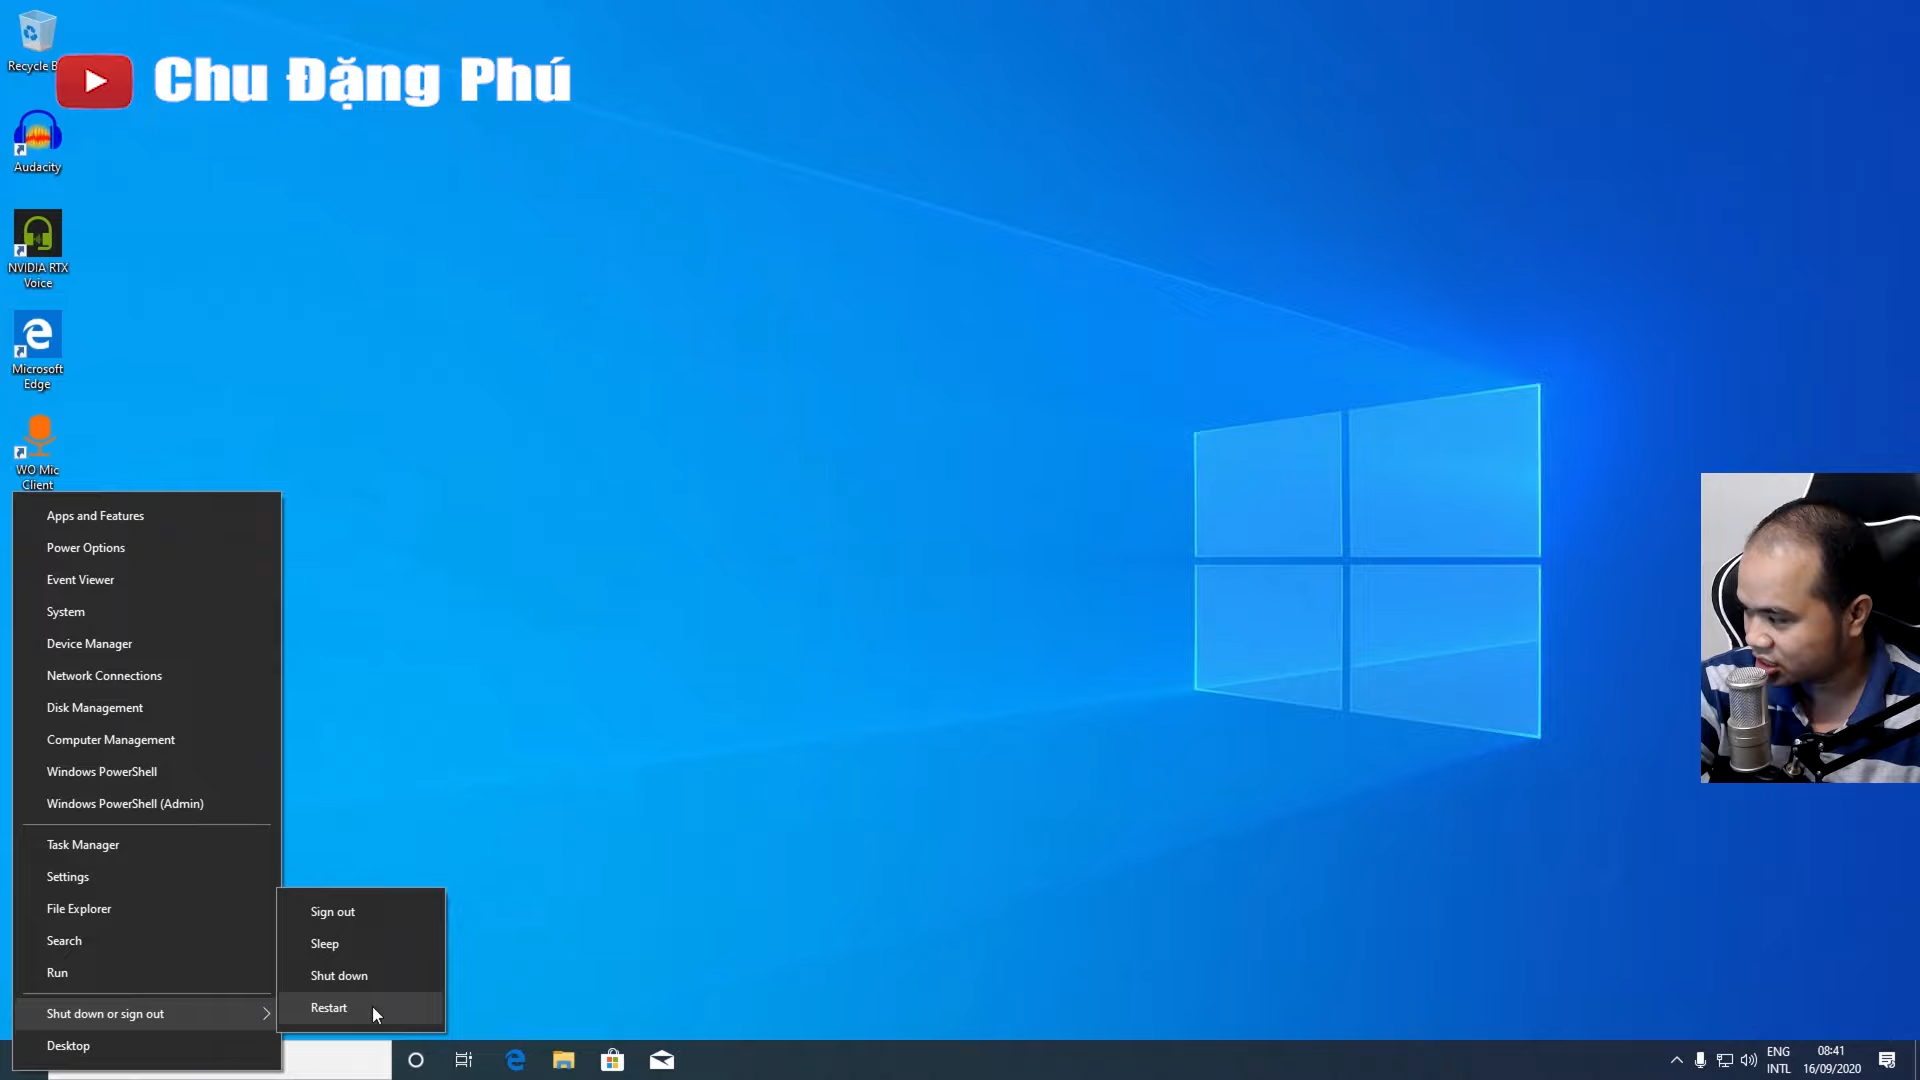 Recycle B
Chu Đặng Phú
Audacity
NVIDIA RTX
Voice
Microsoft
Edge
WO Mic
Client
Apps and Features
Power Options
Event Viewer
System
Device Manager
Network Connections
Disk Management
Computer Management
Windows PowerShell
Windows PowerShell (Admin)
Task Manager
Settings
File Explorer
Search
Run
Shut down or sign out
Desktop
Sign out
Sleep
Shut down
Restart
ENG
INTL
08:41
16/09/2020